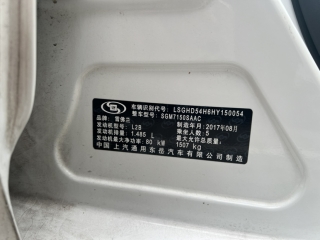 车辆识别代号: LSGHD54H6HY150054
整车型号: SGM7150SAAC
品牌: 雪佛兰 制造年月: 2017年08月
发动机型号: L2B 乘坐人数: 5
发动机排量: 1.485 L 最大允许总质量:
发动机最大净功率: 80 kW 1507 kg
中国上汽通用东岳汽车有限公司制造